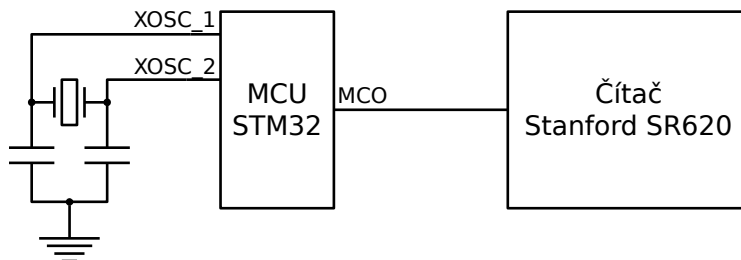 XOSC_1
XOSC_2
MCU
STM32
MCO
Čítač
Stanford SR620